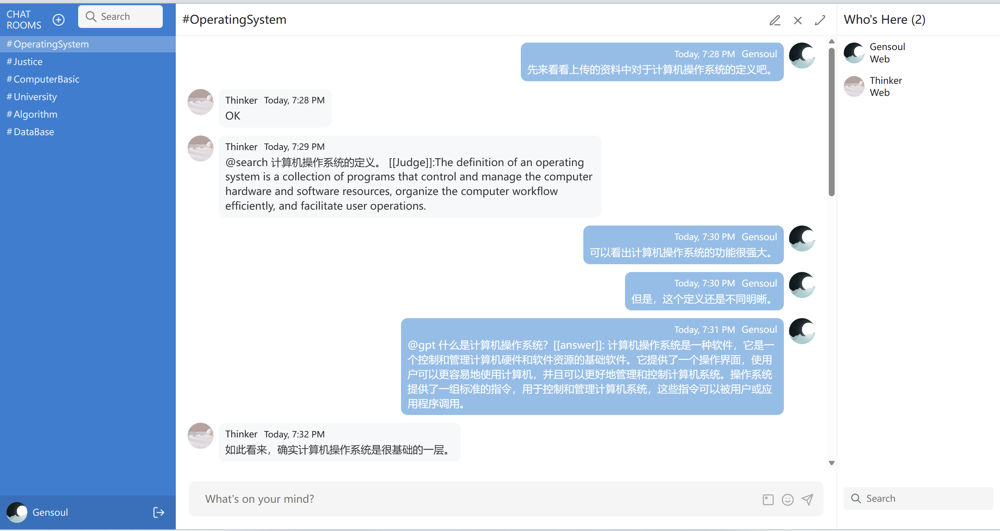 CHAT
ROOMS
Search
#OperatingSystem
#Justice
#ComputerBasic
#University
#Algorithm
#DataBase
Gensoul
#OperatingSystem
Today, 7:28 PM Gensoul
先来看看上传的资料中对于计算机操作系统的定义吧。
Thinker Today, 7:28 PM
OK
Thinker Today, 7:29 PM
@search 计算机操作系统的定义。 [[Judge]]:The definition of an operating
system is a collection of programs that control and manage the computer
hardware and software resources, organize the computer workflow
efficiently, and facilitate user operations.
Today, 7:30 PM Gensoul
可以看出计算机操作系统的功能很强大。
Today, 7:30 PM Gensoul
但是，这个定义还是不同明晰。
Today, 7:31 PM Gensoul
@gpt 什么是计算机操作系统？[[answer]]: 计算机操作系统是一种软件，它是一
个控制和管理计算机硬件和软件资源的基础软件。它提供了一个操作界面，使用
户可以更容易地使用计算机，并且可以更好地管理和控制计算机系统。操作系统
提供了一组标准的指令，用于控制和管理计算机系统，这些指令可以被用户或应
用程序调用。
Thinker Today, 7:32 PM
如此看来，确实计算机操作系统是很基础的一层。
What's on your mind?
Who's Here (2)
Gensoul
Web
Thinker
Web
Search